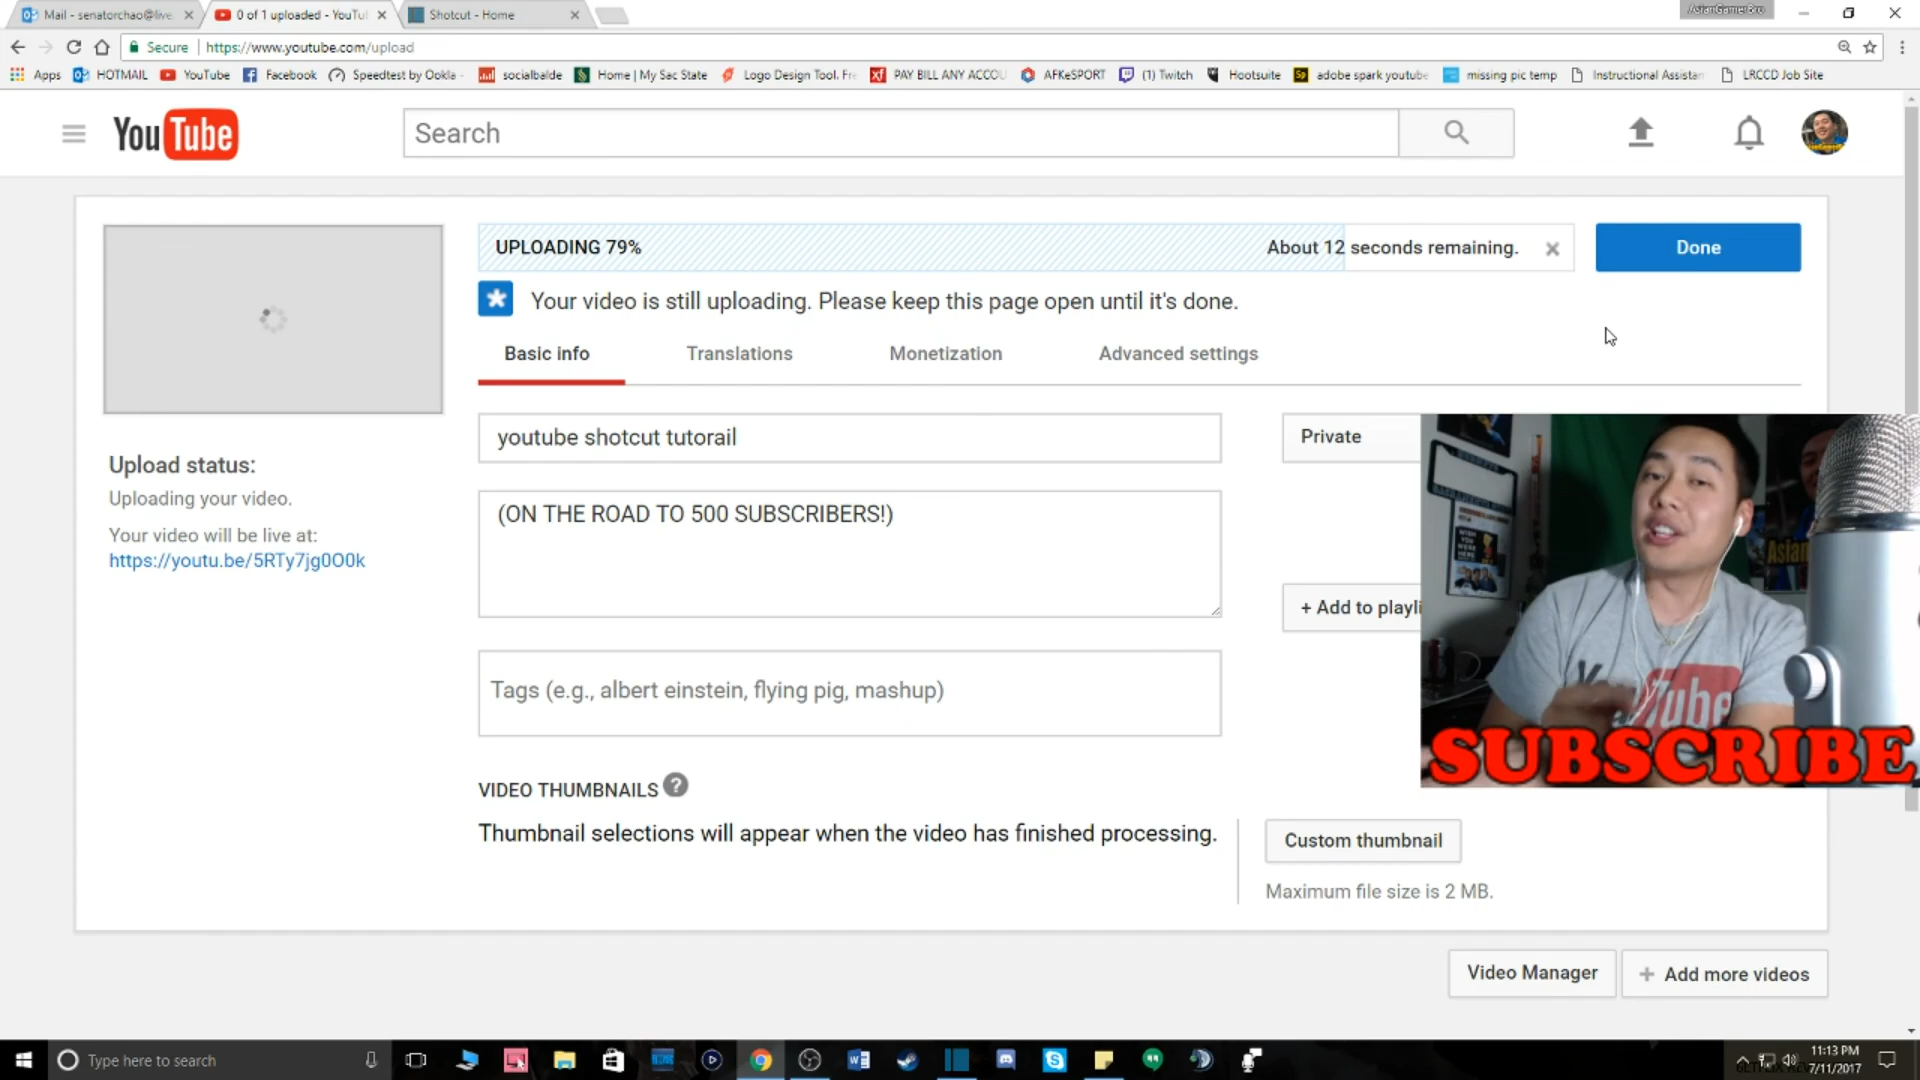 Mail - senatorchao@live.
0 of 1 uploaded - YouTu
Shotcut - Home
AsianGamerBro
Secure
https://www.youtube.com/upload
Apps
HOTMAIL
YouTube
Facebook
Speedtest by Ookla -
socialbalde
Home | My Sac State
Logo Design Tool. Fr
PAY BILL ANY ACCOU
AFKeSPORT
(1) Twitch
Hootsuite
Sp
adobe spark youtube
missing pic temp
Instructional Assistan
LRCCD Job Site
YouTube
Search
UPLOADING 79%
About 12 seconds remaining.
Done
Your video is still uploading. Please keep this page open until it's done.
Basic info
Translations
Monetization
Advanced settings
youtube shotcut tutorail
Private
Upload status:
Uploading your video.
Your video will be live at:
https://youtu.be/5RTy7jg0O0k
(ON THE ROAD TO 500 SUBSCRIBERS!)
+ Add to playli
Asian
Tags (e.g., albert einstein, flying pig, mashup)
YouTube
SUBSCRIBE
VIDEO THUMBNAILS ?
Thumbnail selections will appear when the video has finished processing.
Custom thumbnail
Maximum file size is 2 MB.
Video Manager
+ Add more videos
Type here to search
11:13 PM
7/11/2017